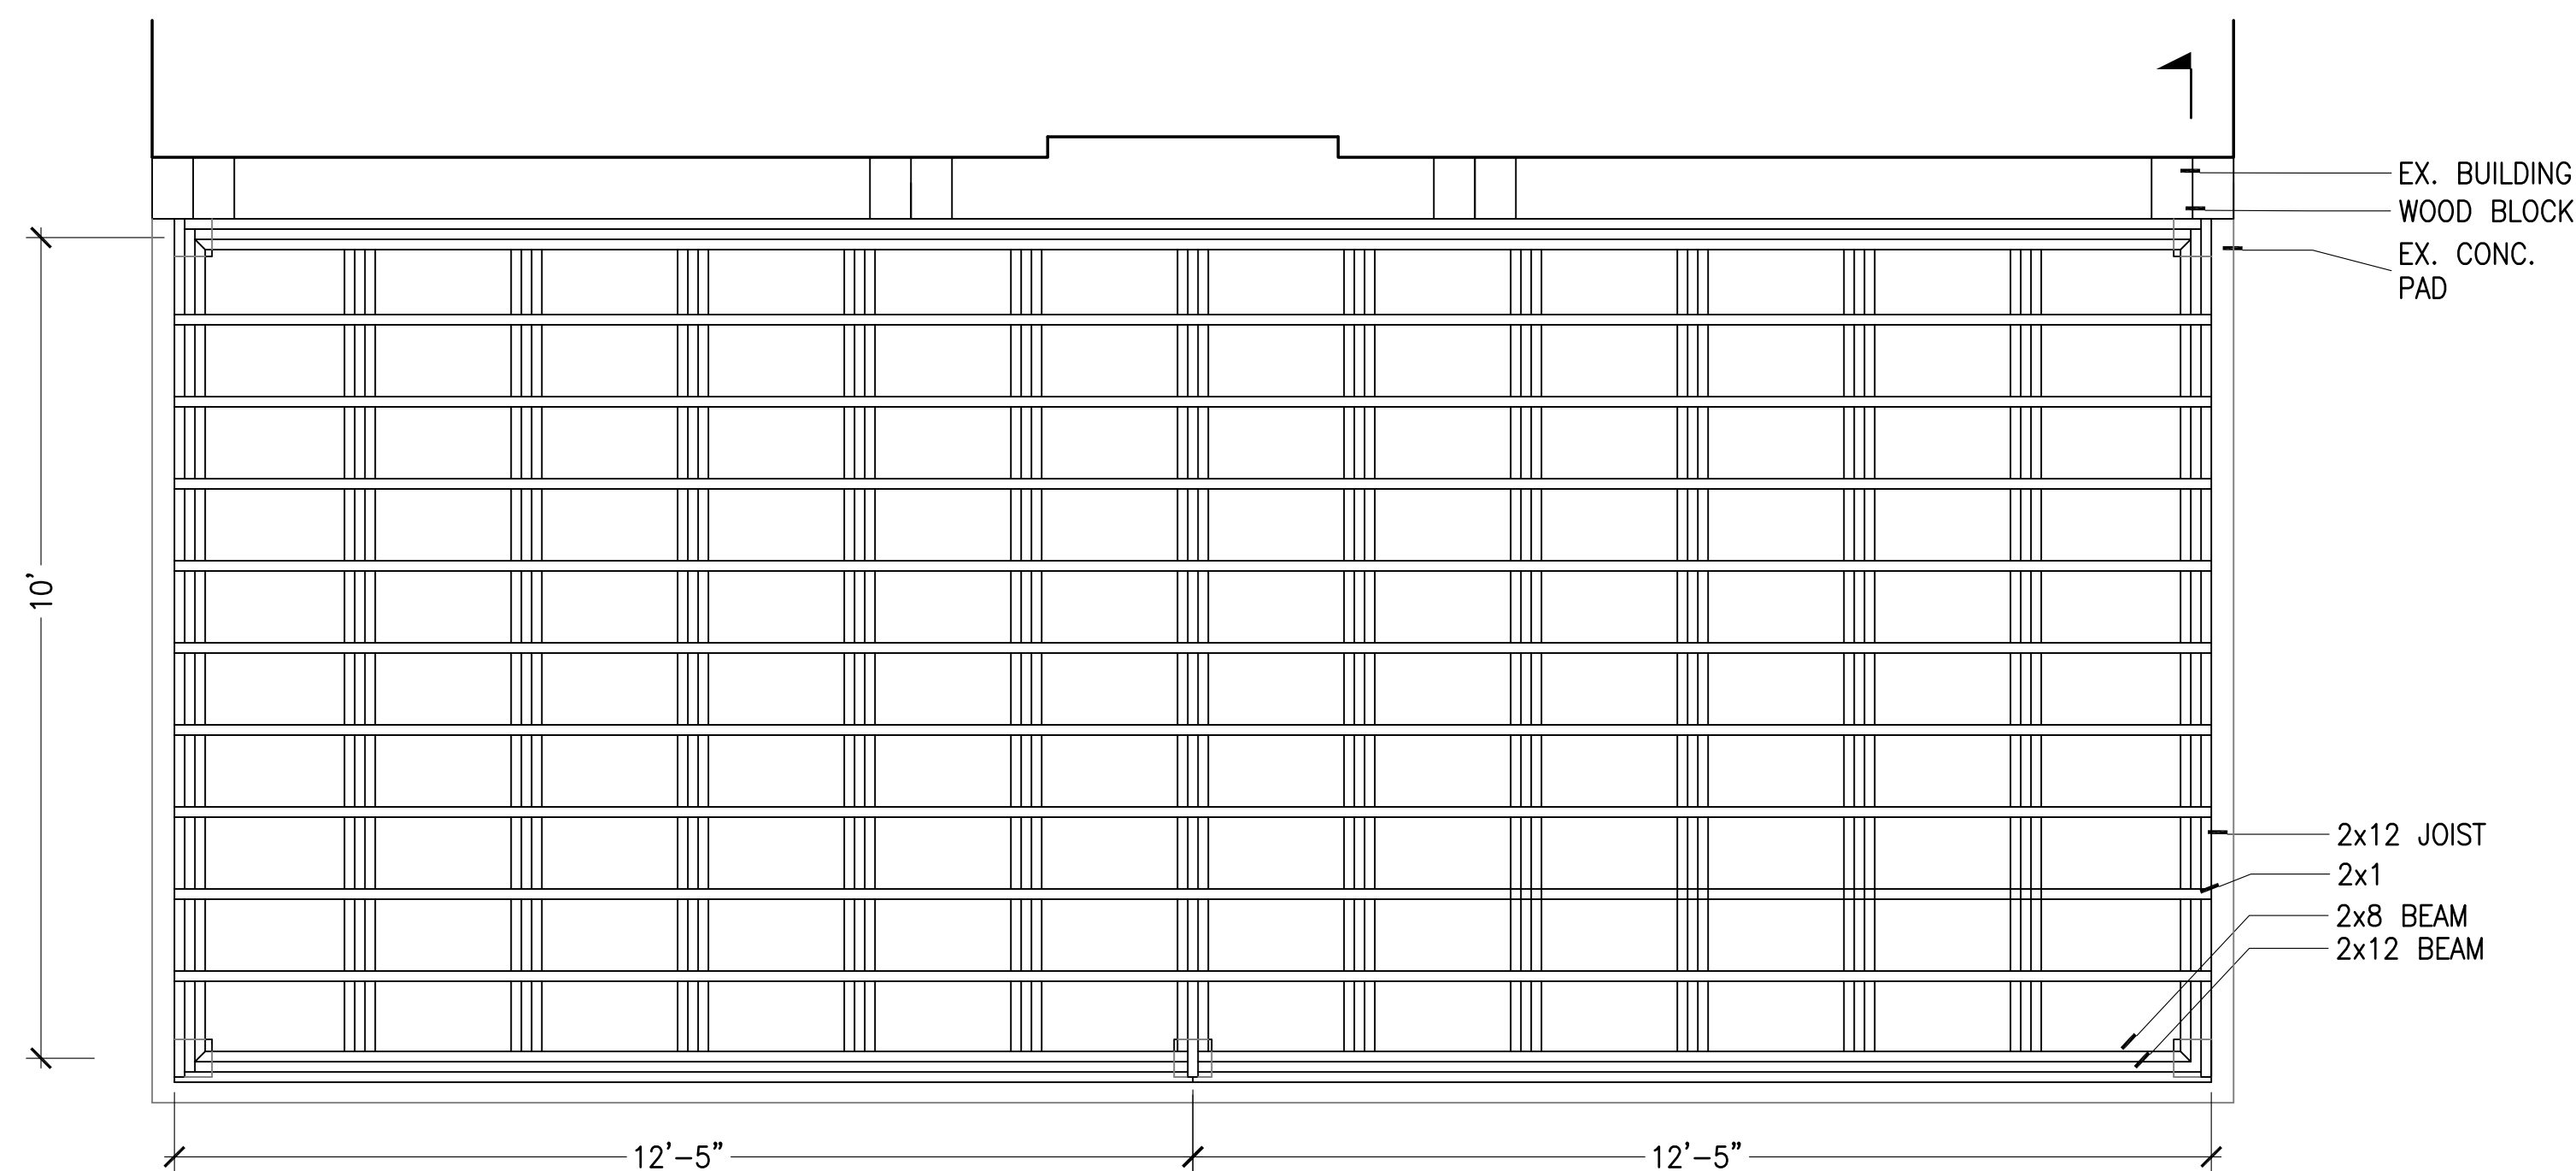 EX. BUILDING
WOOD BLOCK
EX. CONC.
PAD
10'
2x12 JOIST
2x1
2x8 BEAM
2x12 BEAM
12'-5"
12'-5"